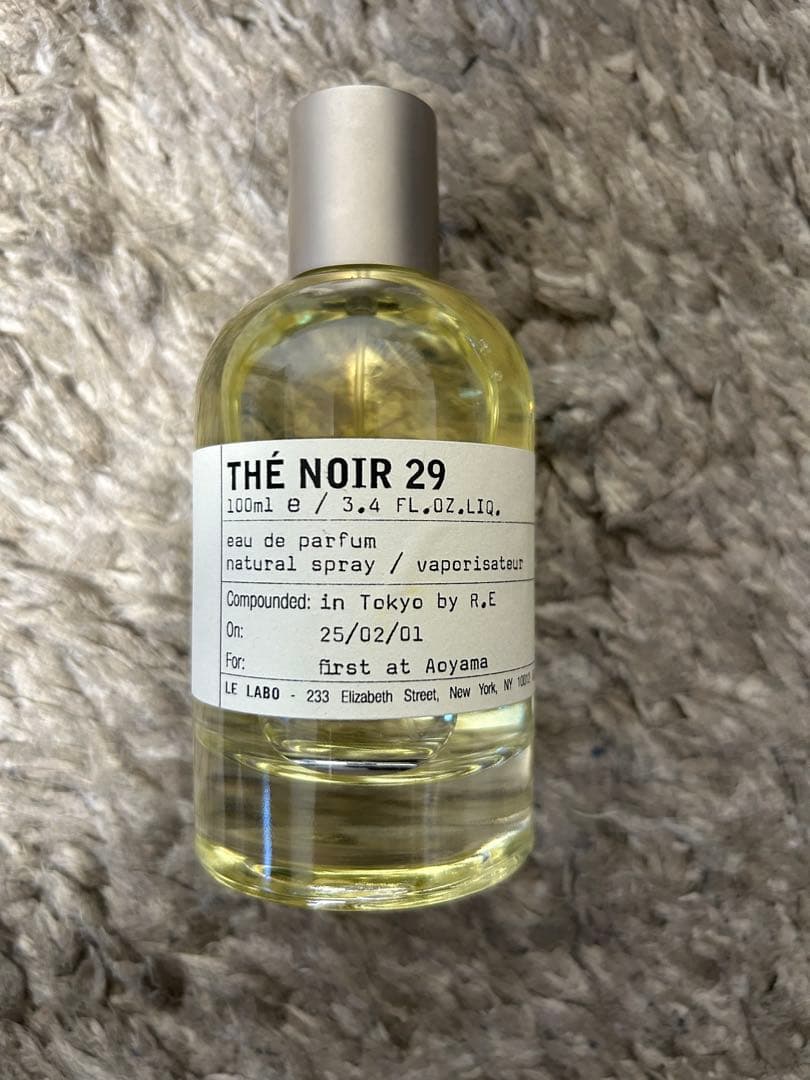 THÉ NOIR 29
100ml e / 3.4 FL.OZ.LIQ.
eau de parfum
natural spray / vaporisateur
Compounded: in Tokyo by R.E
On: 25/02/01
For: first at Aoyama
LE LABO - 233 Elizabeth Street, New York, NY